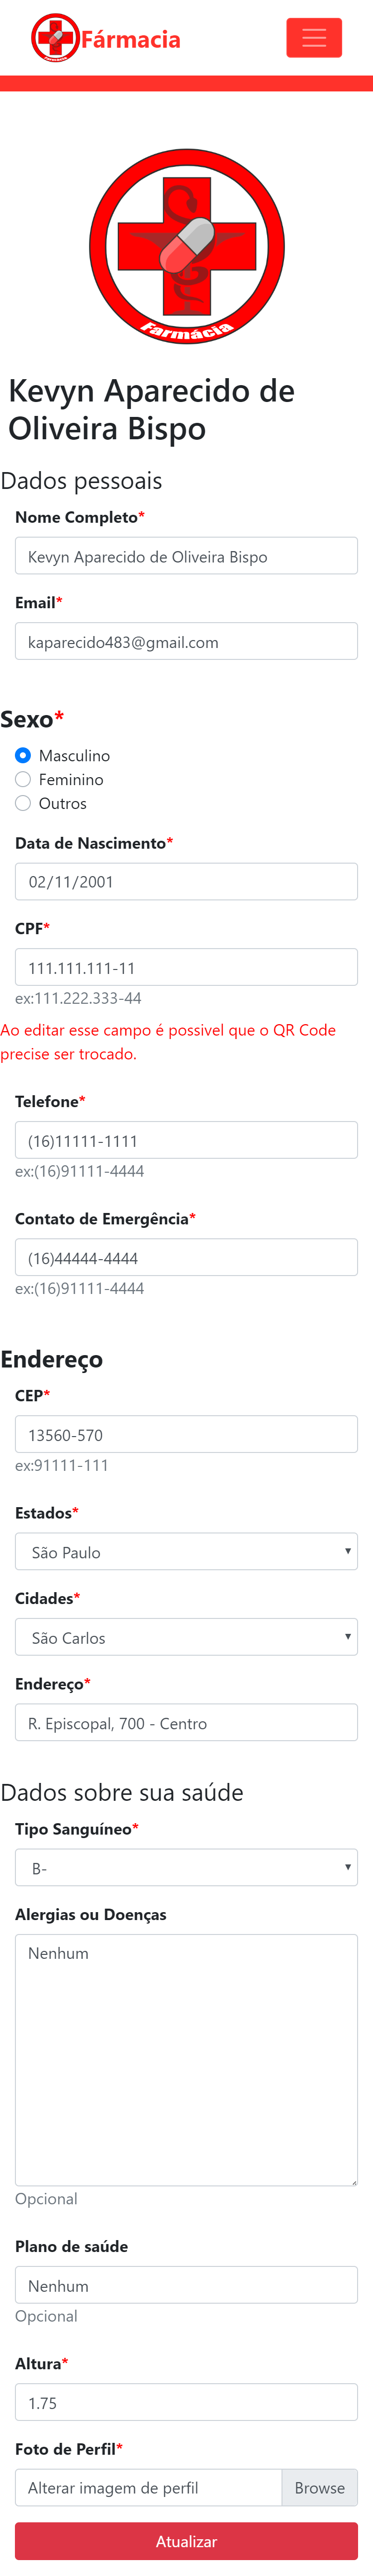 Fármacia
Farmácia
Kevyn Aparecido de
Oliveira Bispo
Dados pessoais
Nome Completo*
Kevyn Aparecido de Oliveira Bispo
Email*
kaparecido483@gmail.com
Sexo*
Masculino
Feminino
Outros
Data de Nascimento*
02/11/2001
CPF*
111.111.111-11
ex:111.222.333-44
Ao editar esse campo é possivel que o QR Code
precise ser trocado.
Telefone*
(16)11111-1111
ex:(16)91111-4444
Contato de Emergência*
(16)44444-4444
ex:(16)91111-4444
Endereço
CEP*
13560-570
ex:91111-111
Estados*
São Paulo
Cidades*
São Carlos
Endereço*
R. Episcopal, 700 - Centro
Dados sobre sua saúde
Tipo Sanguíneo*
B-
Alergias ou Doenças
Nenhum
Opcional
Plano de saúde
Nenhum
Opcional
Altura*
1.75
Foto de Perfil*
Alterar imagem de perfil Browse
Atualizar